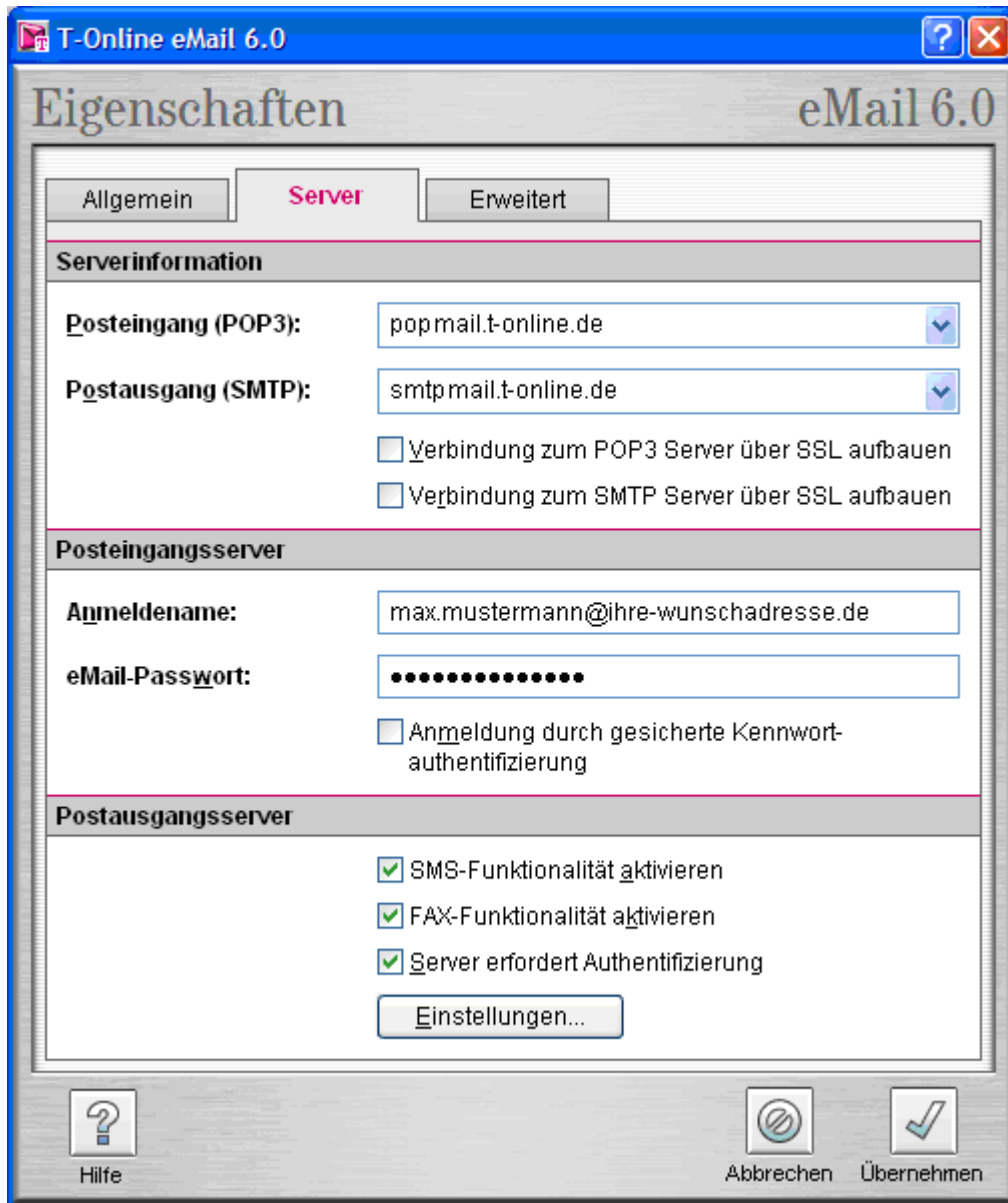 T-Online eMail 6.0
Eigenschaften
eMail 6.0
Allgemein
Server
Erweitert
Serverinformation
Posteingang (POP3):
popmail.t-online.de
Postausgang (SMTP):
smtpmail.t-online.de
Verbindung zum POP3 Server über SSL aufbauen
Verbindung zum SMTP Server über SSL aufbauen
Posteingangsserver
Anmeldename:
max.mustermann@ihre-wunschadresse.de
eMail-Passwort:
••••••••••••••
Anmeldung durch gesicherte Kennwort-
authentifizierung
Postausgangsserver
SMS-Funktionalität aktivieren
FAX-Funktionalität aktivieren
Server erfordert Authentifizierung
Einstellungen...
Hilfe
Abbrechen
Übernehmen